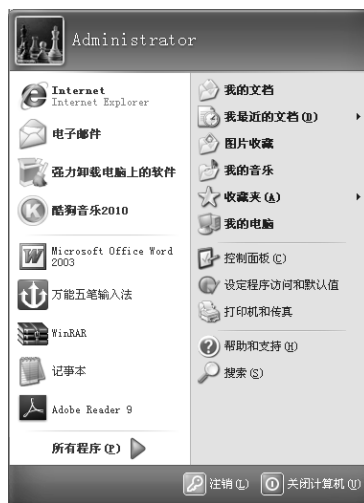 Administrator
Internet
Internet Explorer
电子邮件
强力卸载电脑上的软件
酷狗音乐2010
Microsoft Office Word
2003
万能五笔输入法
WinRAR
记事本
Adobe Reader 9
所有程序(P)
我的文档
我最近的文档(D)
图片收藏
我的音乐
收藏夹(A)
我的电脑
控制面板(C)
设定程序访问和默认值
打印机和传真
帮助和支持(H)
搜索(S)
注销(L)
关闭计算机(U)